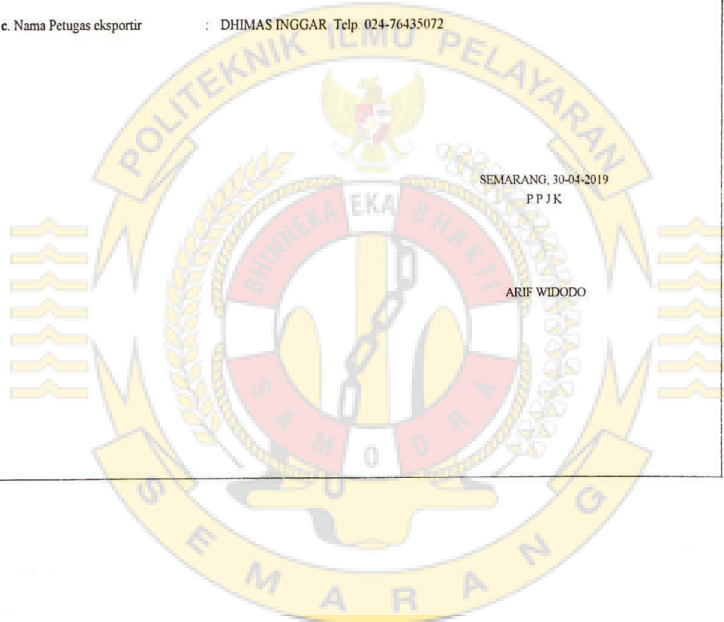 c. Nama Petugas eksportir : DHIMAS INGGAR Telp 024-76435072
POLITEKNIK ILMU PELAYARAN
SEMARANG, 30-04-2019
P P J K
BHINNEKA EKA BHAKTI
ARIF WIDODO
SAMODRA
SEMARANG